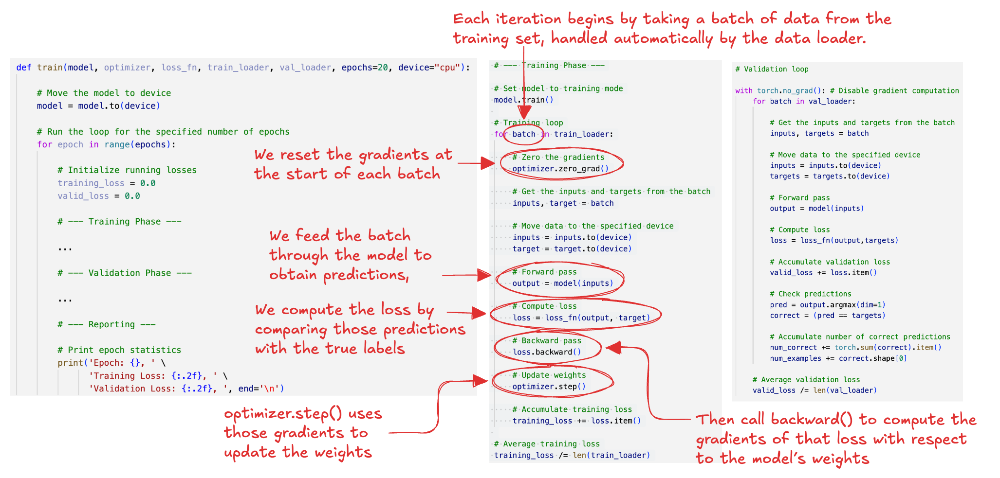 Each iteration begins by taking a batch of data from the
training set, handled automatically by the data loader.
def train(model, optimizer, loss_fn, train_loader, val_loader, epochs=20, device="cpu"):
# Move the model to device
model = model.to(device)
# Run the loop for the specified number of epochs
for epoch in range(epochs):
# Initialize running losses
training_loss = 0.0
valid_loss = 0.0
# --- Training Phase ---
...
# --- Validation Phase ---
...
# --- Reporting ---
# Print epoch statistics
print('Epoch: {}, ' \
'Training Loss: {:.2f}, ' \
'Validation Loss: {:.2f}, ', end='\n')
We reset the gradients at
the start of each batch
We feed the batch
through the model to
obtain predictions,
We compute the loss by
comparing those predictions
with the true labels
optimizer.step() uses
those gradients to
update the weights
# --- Training Phase ---
# Set model to training mode
model.train()
# Training loop
for batch in train_loader:
# Zero the gradients
optimizer.zero_grad()
# Get the inputs and targets from the batch
inputs, target = batch
# Move data to the specified device
inputs = inputs.to(device)
target = target.to(device)
# Forward pass
output = model(inputs)
# Compute loss
loss = loss_fn(output, target)
# Backward pass
loss.backward()
# Update weights
optimizer.step()
# Accumulate training loss
training_loss += loss.item()
# Average training loss
training_loss /= len(train_loader)
# Validation loop
with torch.no_grad(): # Disable gradient computation
for batch in val_loader:
# Get the inputs and targets from the batch
inputs, targets = batch
# Move data to the specified device
inputs = inputs.to(device)
targets = targets.to(device)
# Forward pass
output = model(inputs)
# Compute loss
loss = loss_fn(output,targets)
# Accumulate validation loss
valid_loss += loss.item()
# Check predictions
pred = output.argmax(dim=1)
correct = (pred == targets)
# Accumulate number of correct predictions
num_correct += torch.sum(correct).item()
num_examples += correct.shape[0]
# Average validation loss
valid_loss /= len(val_loader)
Then call backward() to compute the
gradients of that loss with respect
to the model's weights